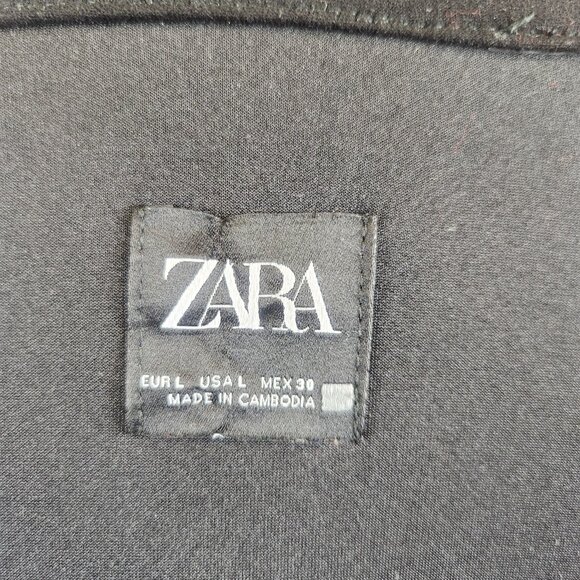 ZARA
EUR L USA L MEX 30
MADE IN CAMBODIA